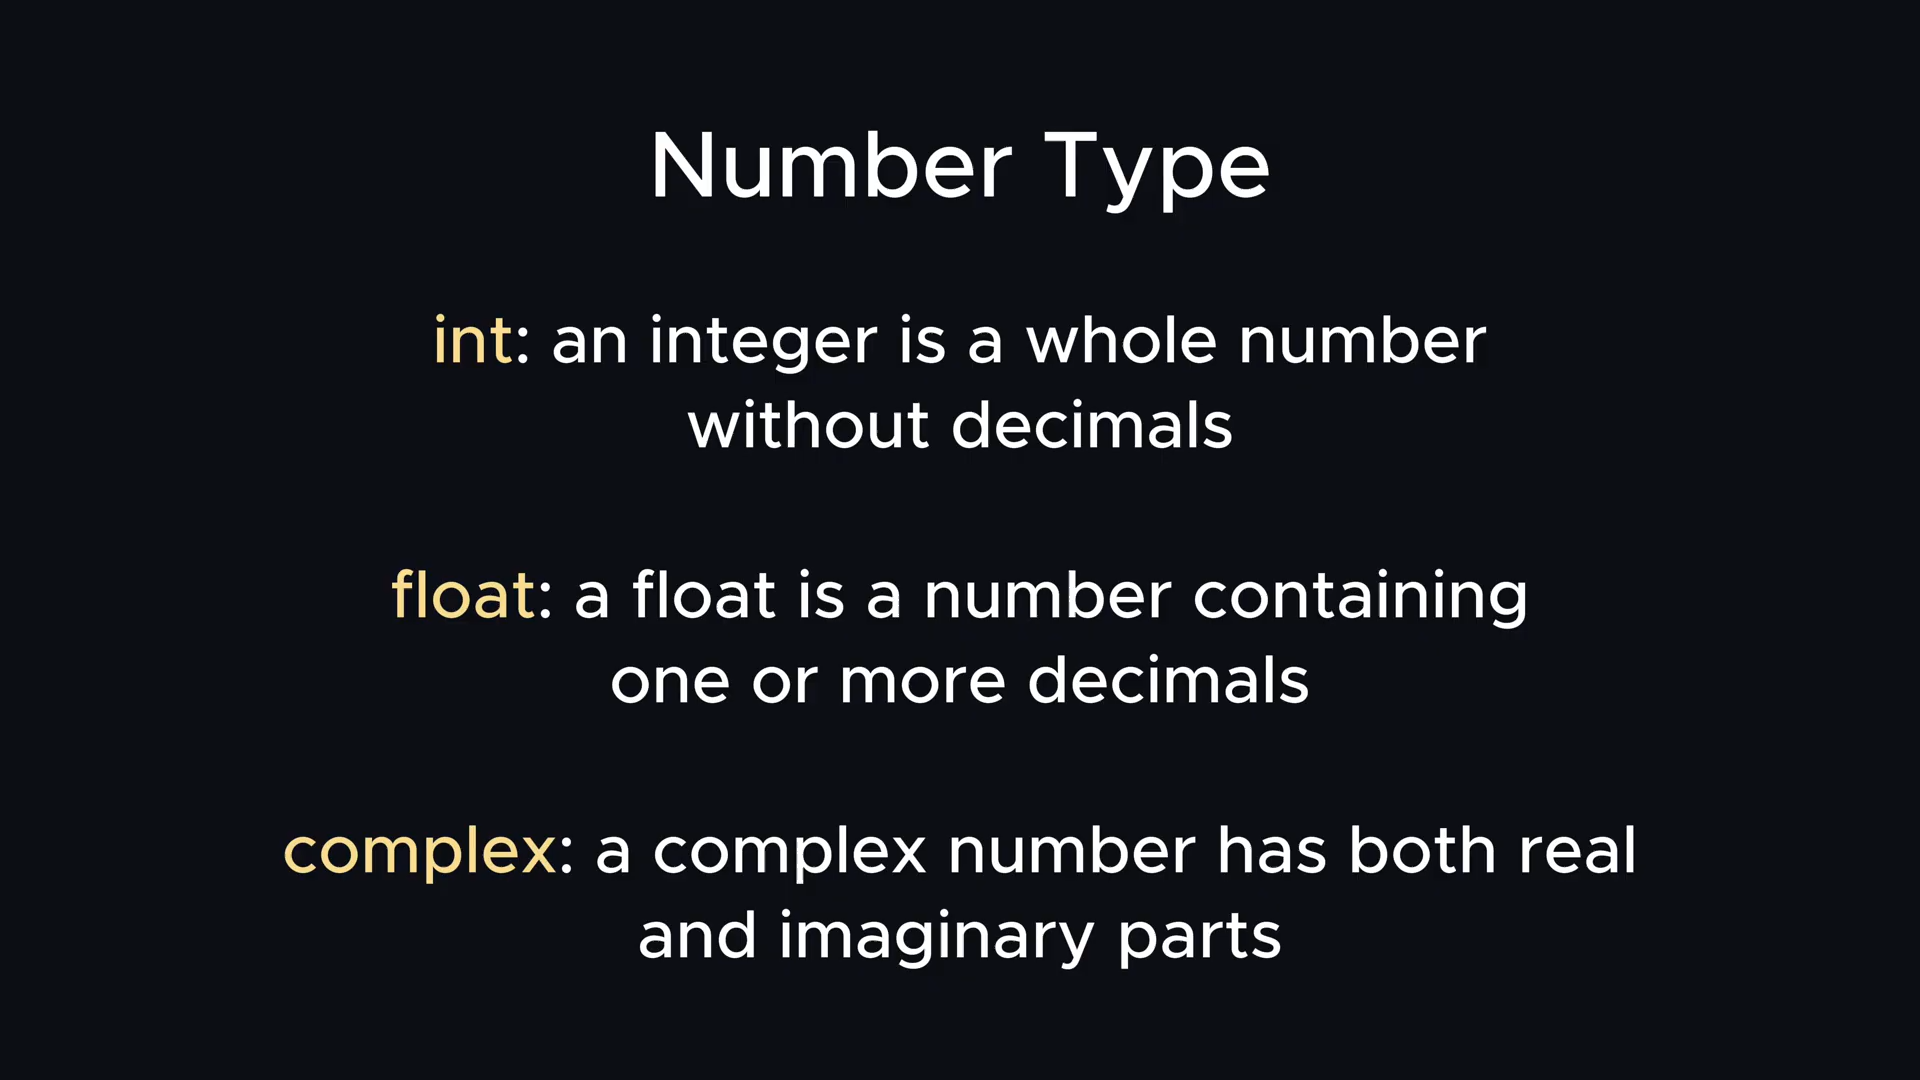 Number Type
int: an integer is a whole number
without decimals
float: a float is a number containing
one or more decimals
complex: a complex number has both real
and imaginary parts